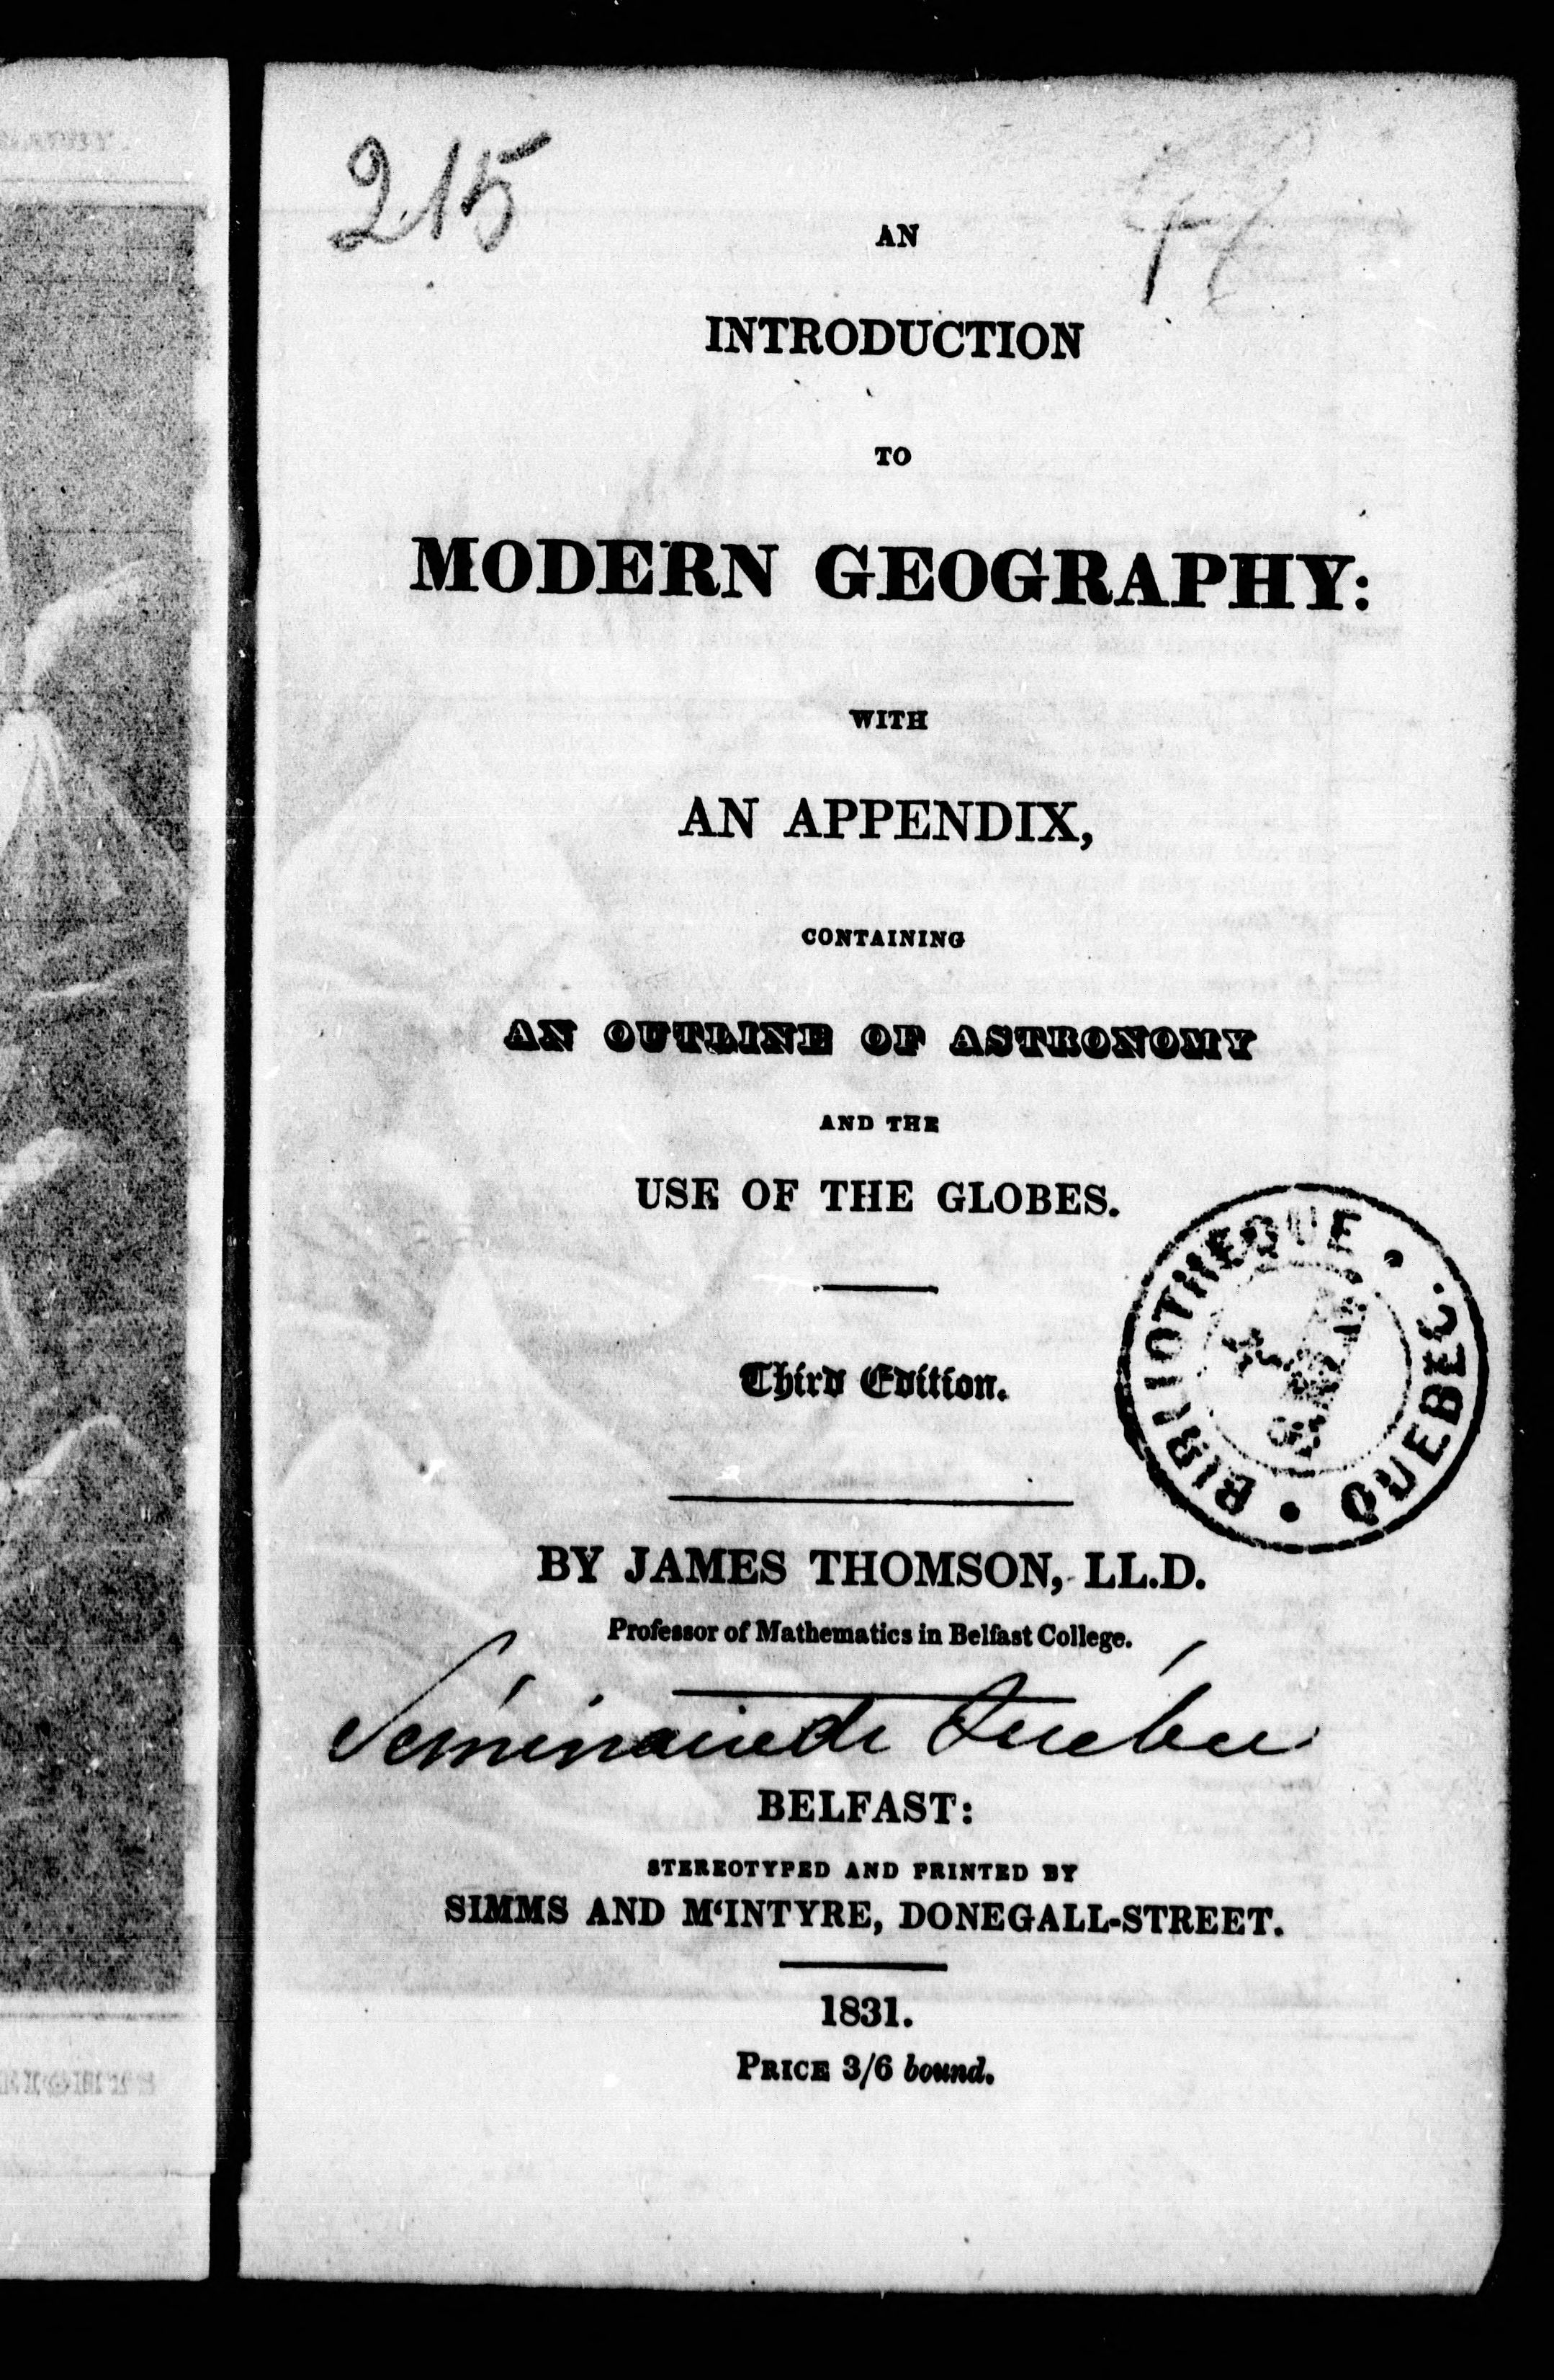 215
AN
INTRODUCTION
TO
MODERN GEOGRAPHY:
WITH
AN APPENDIX,
CONTAINING
AN OUTLINE OF ASTRONOMY
AND THE
USE OF THE GLOBES.
Third Edition.
BIBLIOTHEQUE
QUEBEC.
BY JAMES THOMSON, LL.D.
Professor of Mathematics in Belfast College.
Séminaire de Québec
BELFAST:
STEREOTYPED AND PRINTED BY
SIMMS AND M‘INTYRE, DONEGALL-STREET.
1831.
PRICE 3/6 bound.